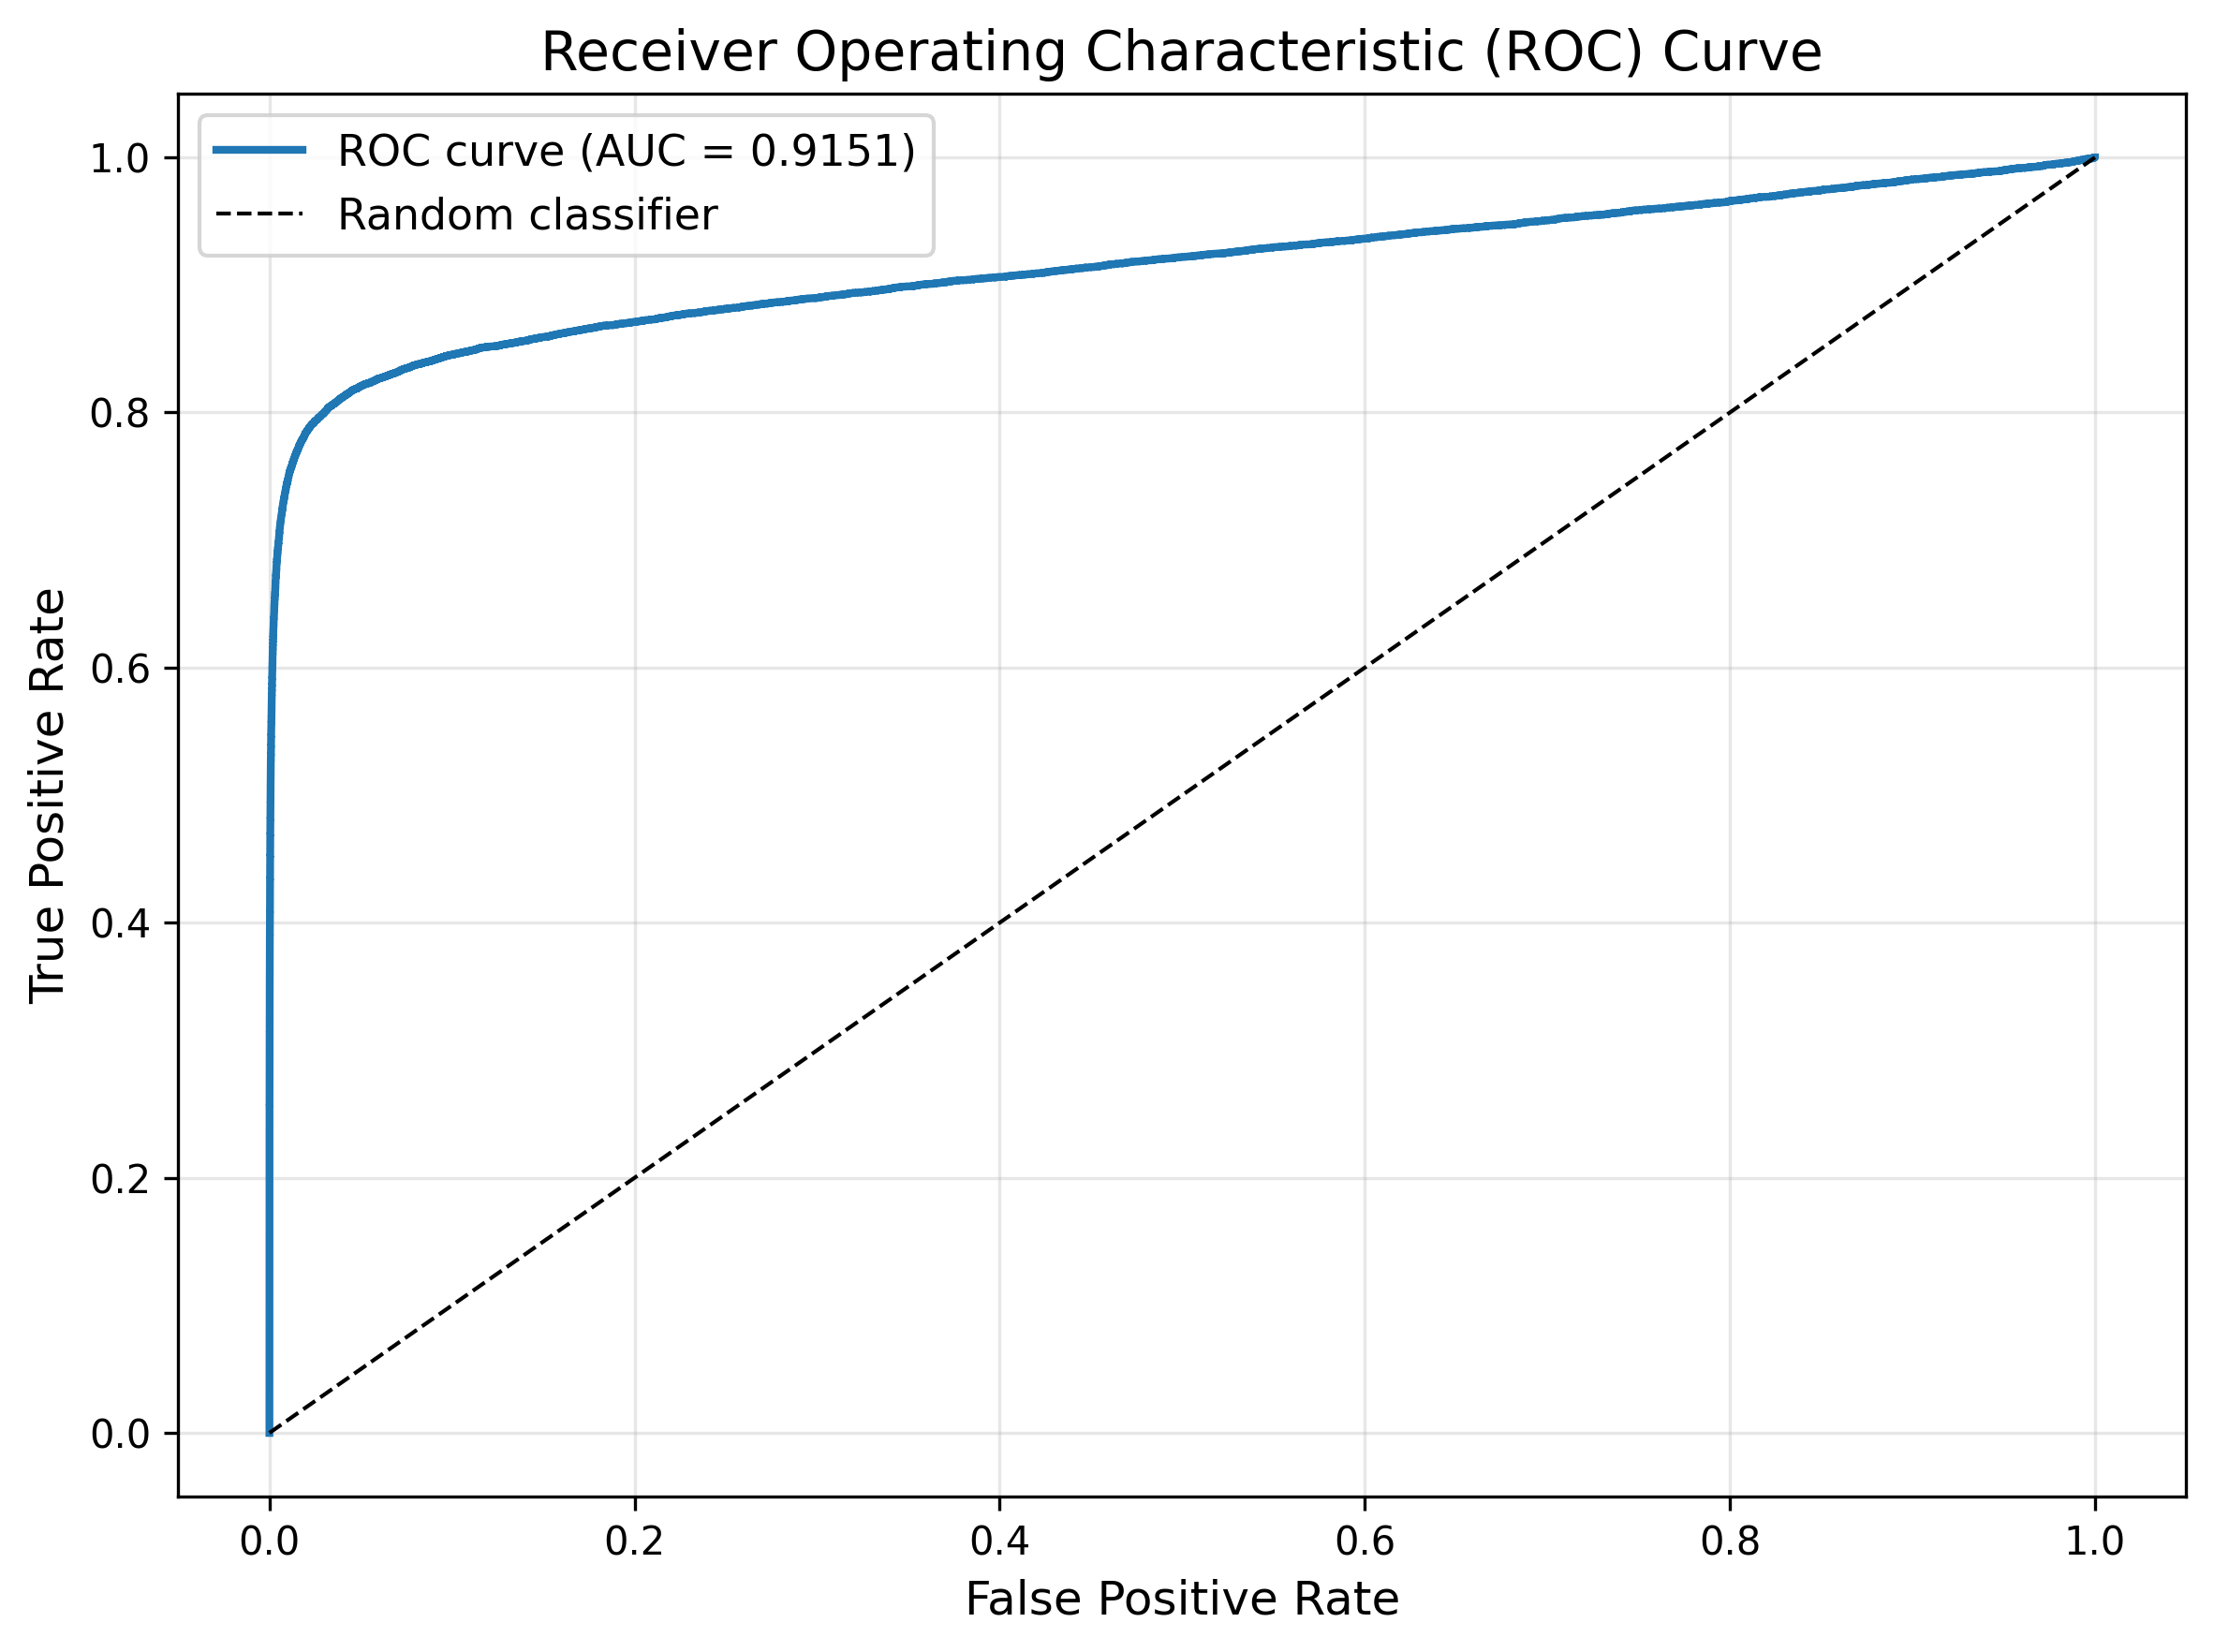 Receiver Operating Characteristic (ROC) Curve
ROC curve (AUC = 0.9151)
Random classifier
1.0
0.8
0.6
0.4
0.2
0.0
True Positive Rate
0.0 0.2 0.4 0.6 0.8 1.0
False Positive Rate